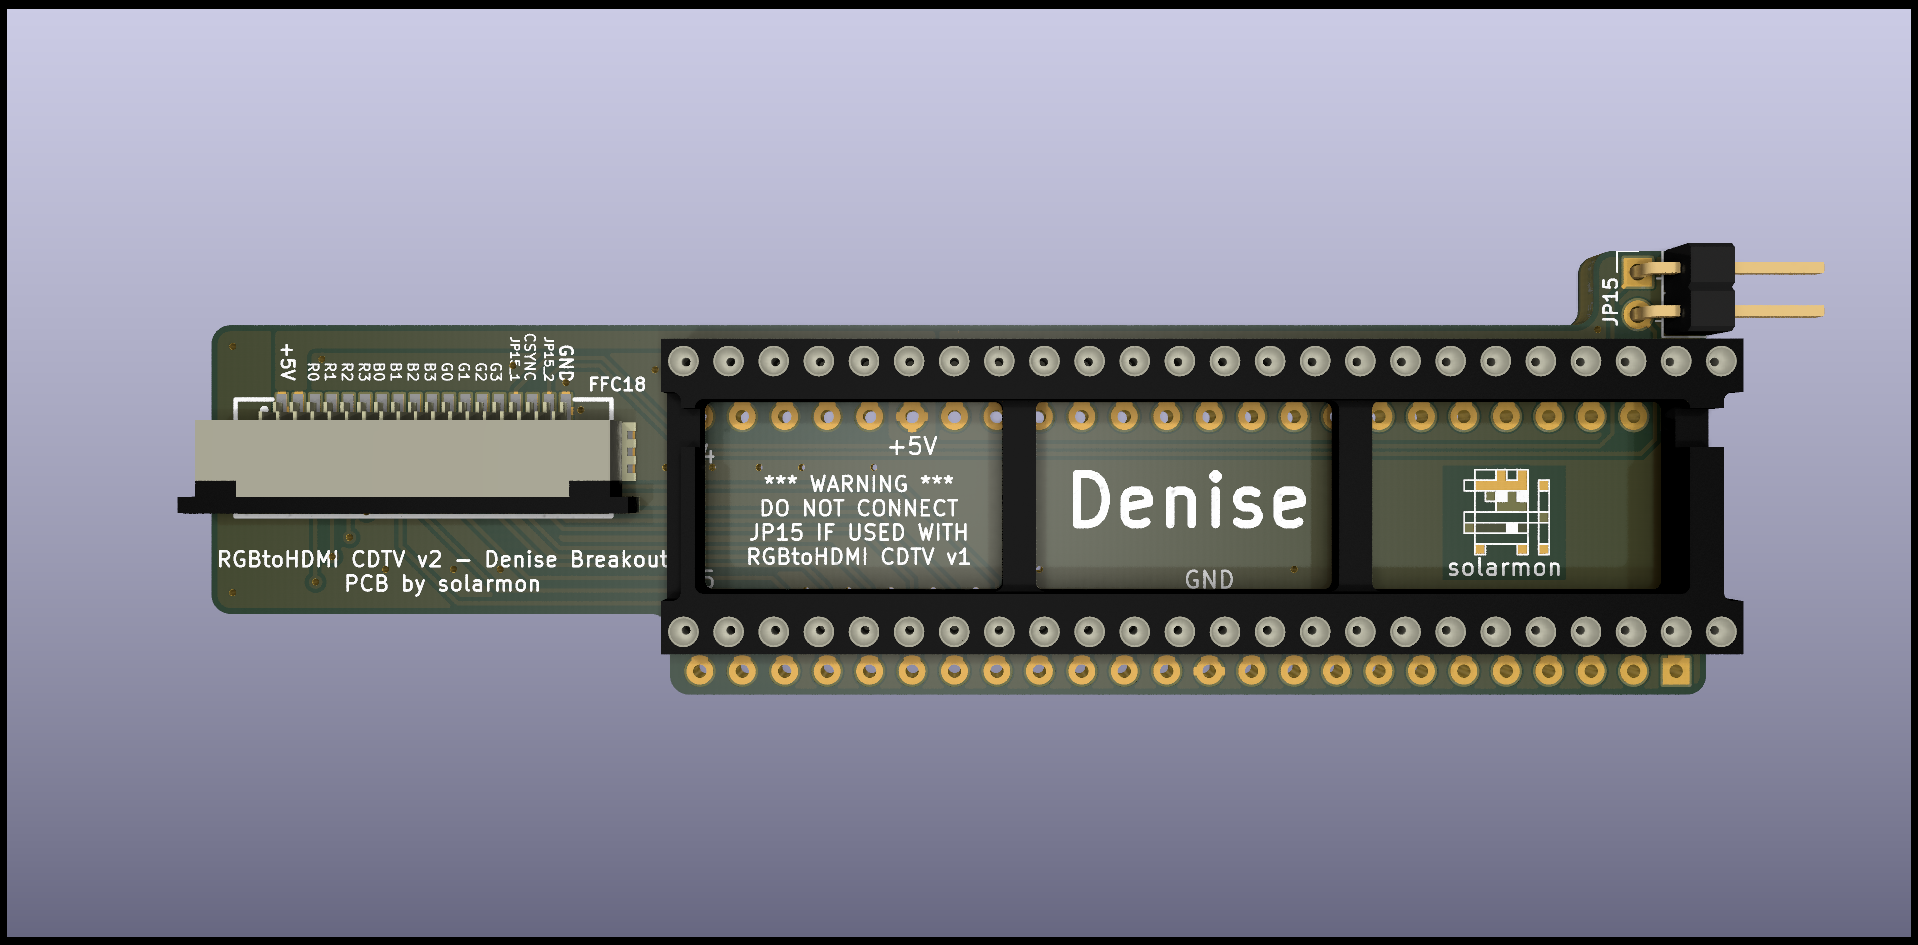 +5V
R0
R1
R2
R3
B0
B1
B2
B3
G0
G1
G2
G3
JP15_1
CSYNC
JP15_2
GND
FFC18
JP15
+5V
*** WARNING ***
DO NOT CONNECT
JP15 IF USED WITH
RGBtoHDMI CDTV v1
Denise
GND
solarmon
RGBtoHDMI CDTV v2 – Denise Breakout
PCB by solarmon